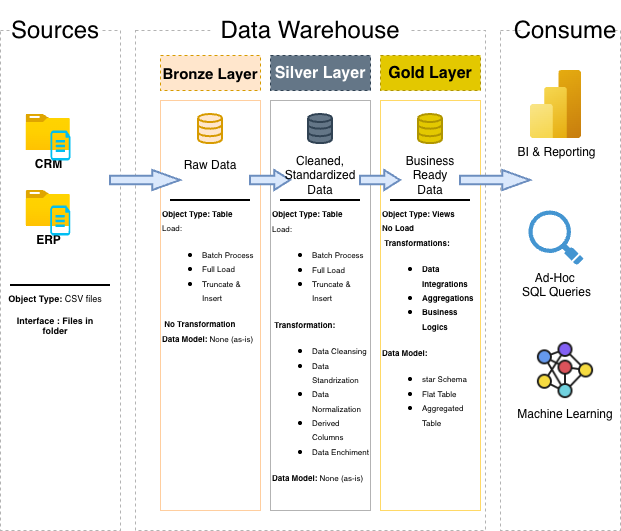 Sources
CRM
ERP
Object Type: CSV files
Interface : Files in
folder
Data Warehouse
Bronze Layer
Raw Data
Object Type: Table
Load:
Batch Process
Full Load
Truncate &
Insert
No Transformation
Data Model: None (as-is)
Silver Layer
Cleaned,
Standardized
Data
Object Type: Table
Load:
Batch Process
Full Load
Truncate &
Insert
Transformation:
Data Cleansing
Data
Standrization
Data
Normalization
Derived
Columns
Data Enchiment
Data Model: None (as-is)
Gold Layer
Business
Ready
Data
Object Type: Views
No Load
Transformations:
Data
Integrations
Aggregations
Business
Logics
Data Model:
star Schema
Flat Table
Aggregated
Table
Consume
BI & Reporting
Ad-Hoc
SQL Queries
Machine Learning